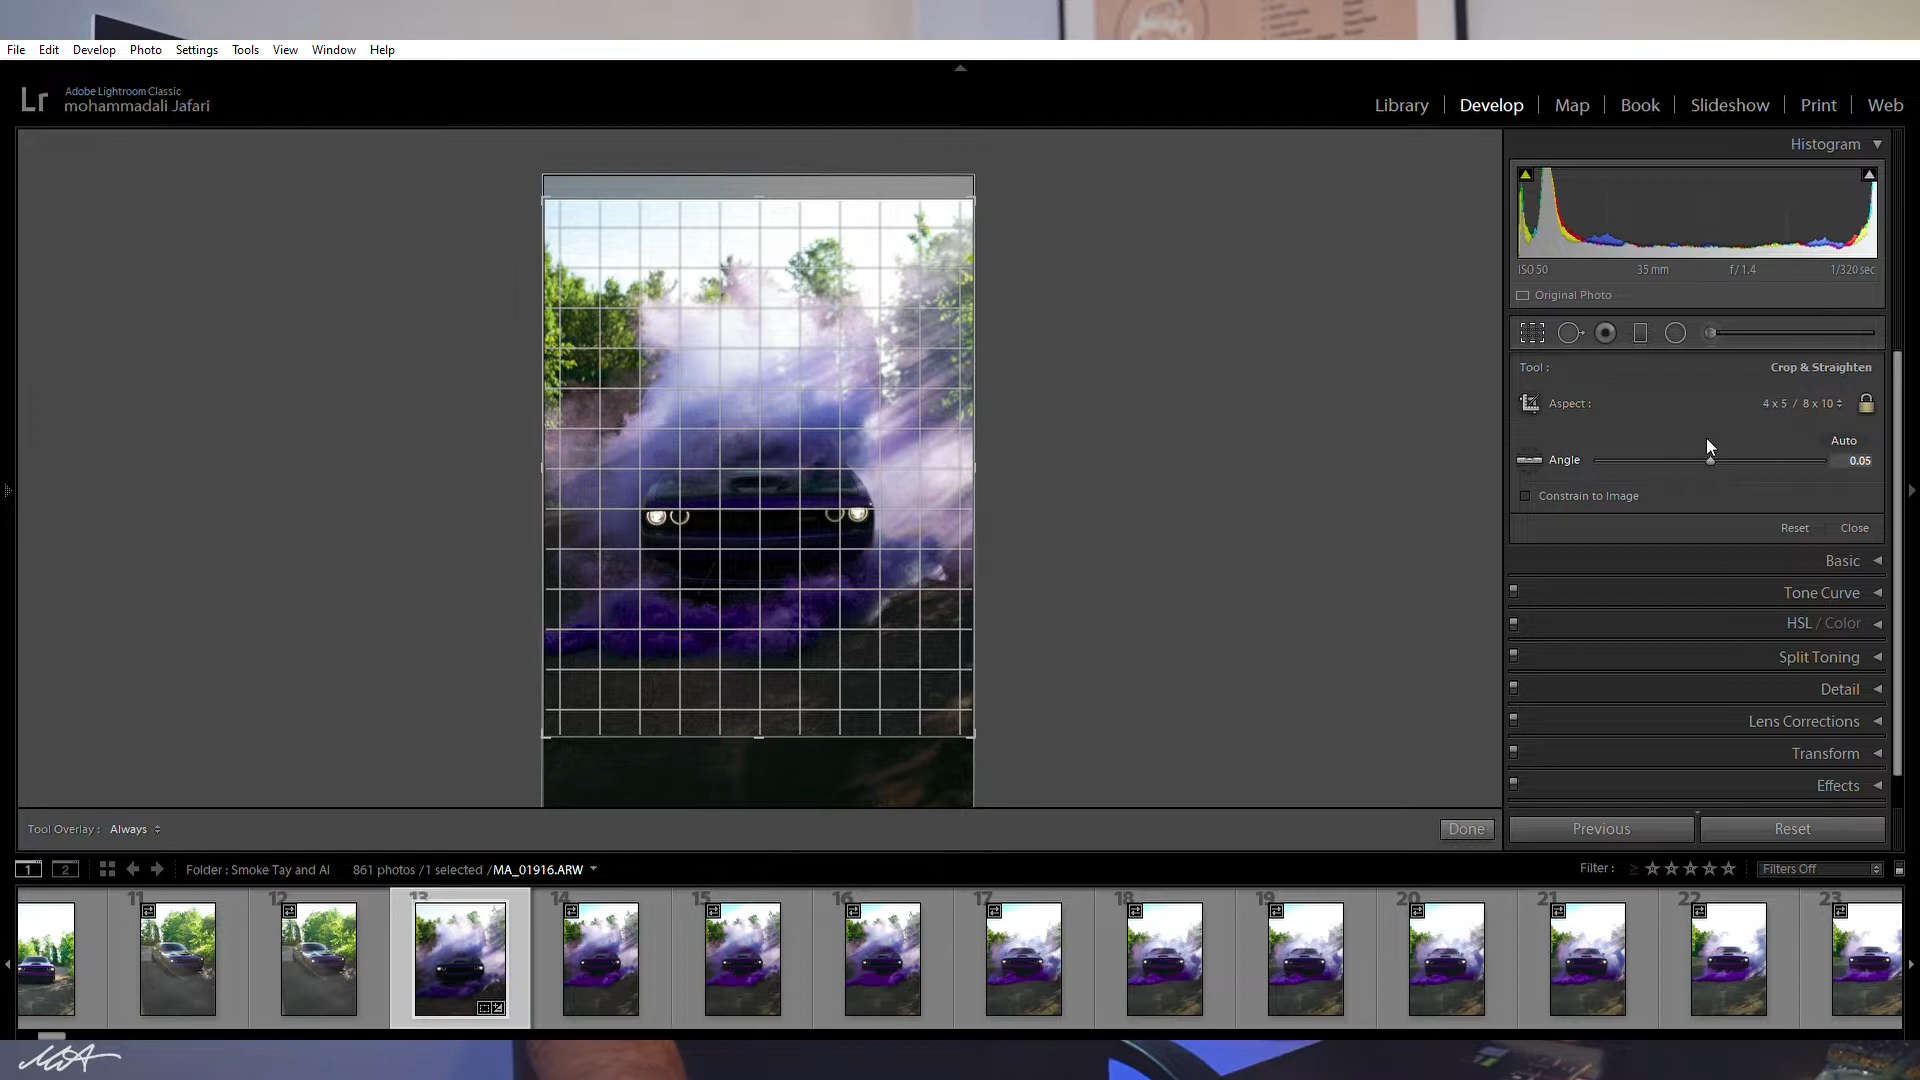 File Edit Develop Photo Settings Tools View Window Help
Lr
Adobe Lightroom Classic
mohammadali Jafari
Library Develop Map Book Slideshow Print Web
Histogram
ISO 50 35 mm f / 1.4 1/320 sec
Original Photo
Tool : Crop & Straighten
Aspect : 4 x 5 / 8 x 10
Auto
Angle 0.05
Constrain to Image
Reset Close
Basic
Tone Curve
HSL / Color
Split Toning
Detail
Lens Corrections
Transform
Effects
Tool Overlay : Always Done Previous Reset
1 2 Folder : Smoke Tay and Al 861 photos / 1 selected / MA_01916.ARW Filter : Filters Off
11 12 13 14 15 16 17 18 19 20 21 22 23
MA